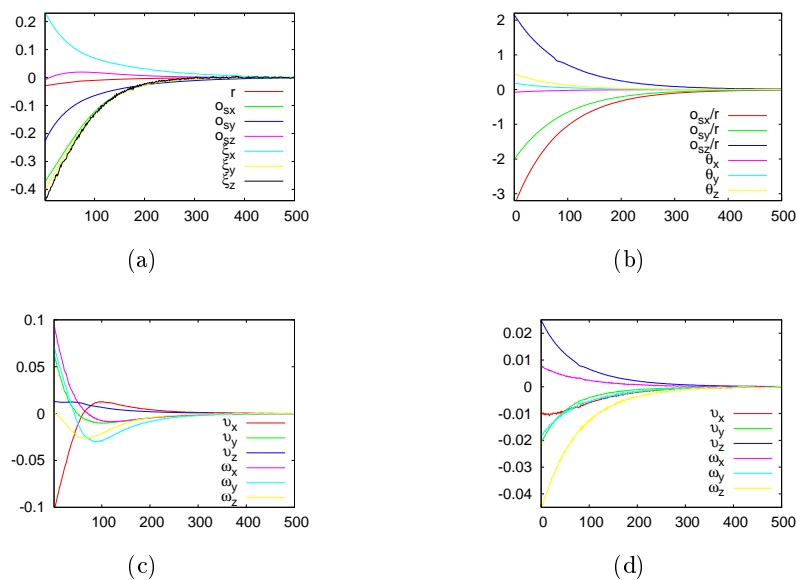 0.2
0.1
0
-0.1
-0.2
-0.3
-0.4
100 200 300 400 500
r
o_sx
o_sy
o_sz
ξ_x
ξ_y
ξ_z
(a)
2
1
0
-1
-2
-3
0 100 200 300 400 500
o_sx/r
o_sy/r
o_sz/r
θ_x
θ_y
θ_z
(b)
0.1
0.05
0
-0.05
-0.1
100 200 300 400 500
υ_x
υ_y
υ_z
ω_x
ω_y
ω_z
(c)
0.02
0.01
0
-0.01
-0.02
-0.03
-0.04
0 100 200 300 400 500
υ_x
υ_y
υ_z
ω_x
ω_y
ω_z
(d)